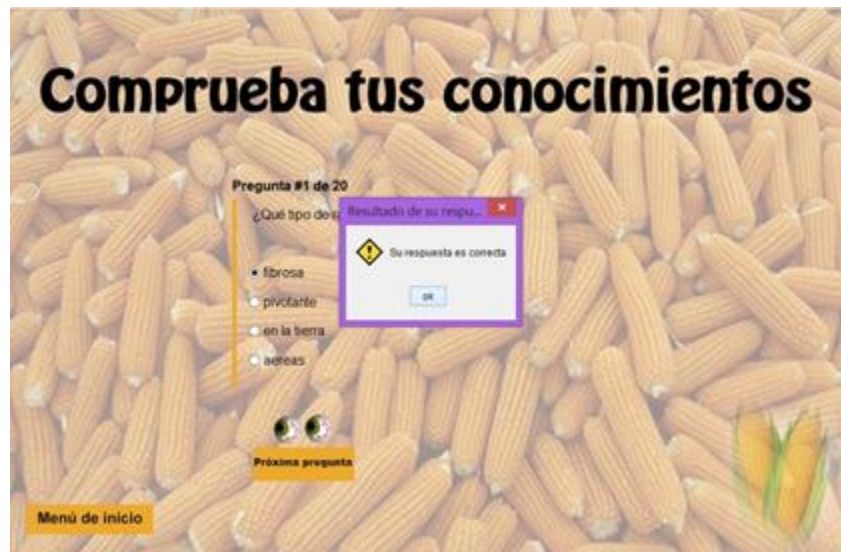 Comprueba tus conocimientos
Pregunta #1 de 20
¿Qué tipo de
Resultado de su respu...
Su respuesta es correcta
ok
fibrosa
pivotante
en la tierra
aereas
Próxima pregunta
Menú de inicio